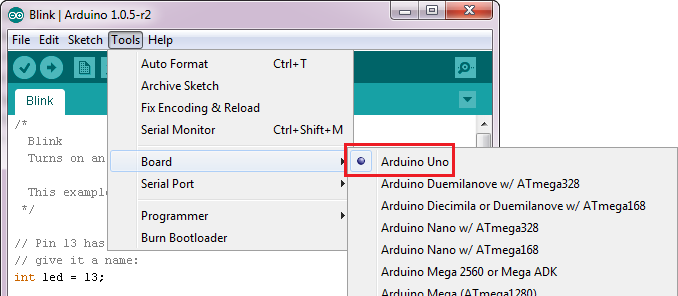 Blink | Arduino 1.0.5-r2
File Edit Sketch Tools Help
Auto Format Ctrl+T
Archive Sketch
Fix Encoding & Reload
Serial Monitor Ctrl+Shift+M
Board
Serial Port
Programmer
Burn Bootloader
Arduino Uno
Arduino Duemilanove w/ ATmega328
Arduino Diecimila or Duemilanove w/ ATmega168
Arduino Nano w/ ATmega328
Arduino Nano w/ ATmega168
Arduino Mega 2560 or Mega ADK
Arduino Mega (ATmega1280)
Blink
/*
Blink
Turns on an
This example
*/
// Pin 13 has
// give it a name:
int led = 13;